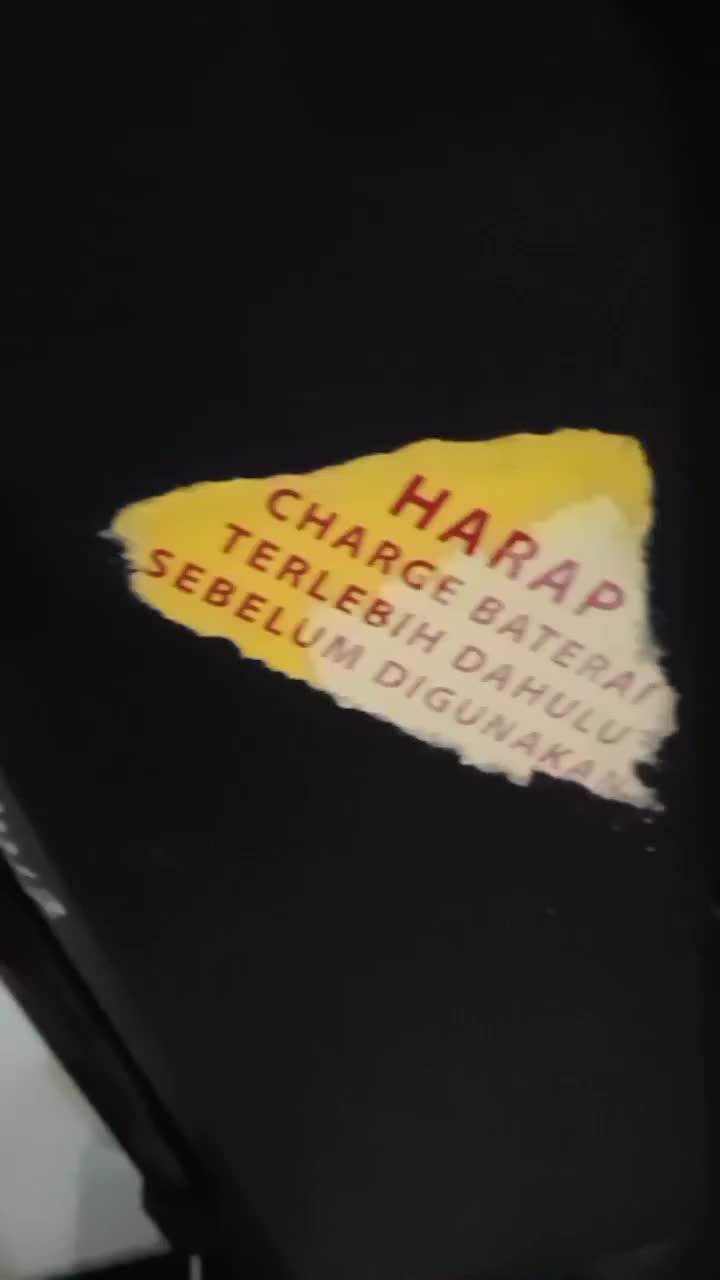 HARAP
CHARGE BATERAI
TERLEBIH DAHULU
SEBELUM DIGUNAKAN